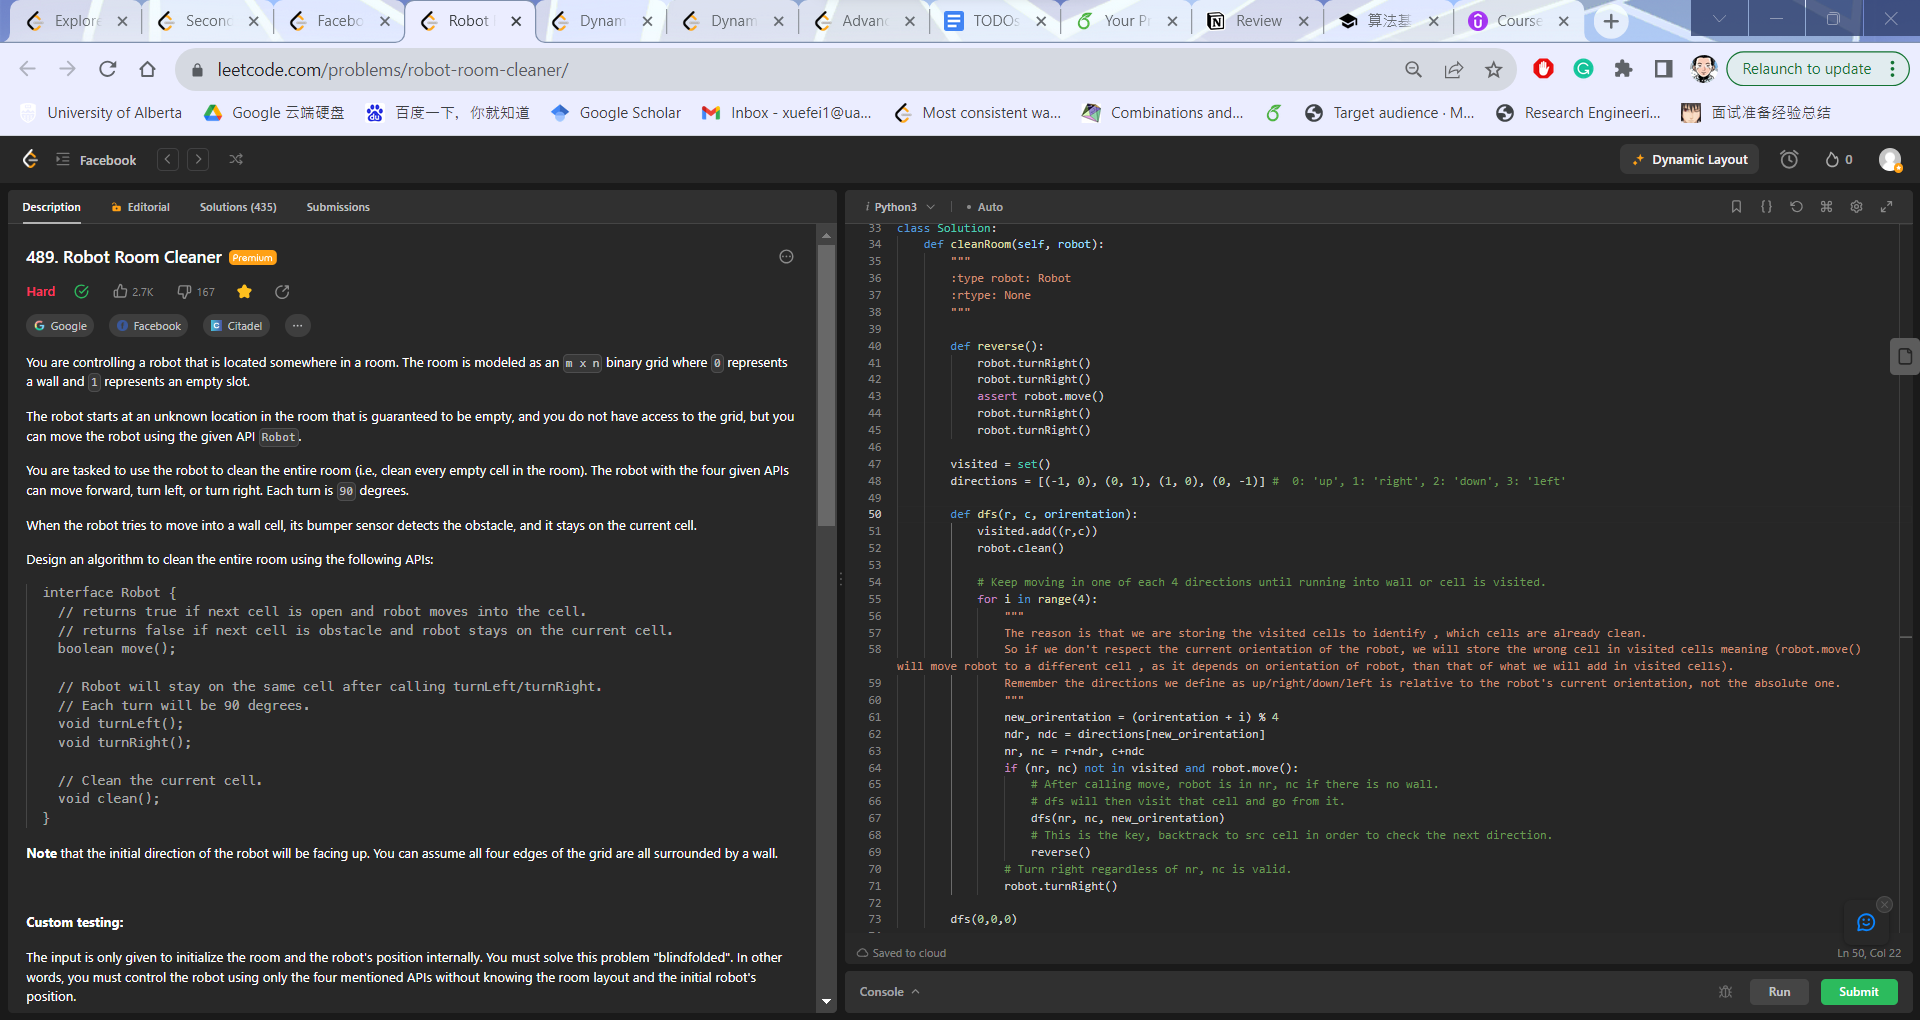 Explore
Second
Facebo
Robot
Dynam
Dynam
Advanc
TODOs
Your P
Review
算法基
Course
leetcode.com/problems/robot-room-cleaner/
Relaunch to update
University of Alberta
Google 云端硬盘
百度一下，你就知道
Google Scholar
Inbox - xuefei1@ua...
Most consistent wa...
Combinations and...
Target audience · M...
Research Engineeri...
面试准备经验总结
Facebook
Dynamic Layout
0
Description
Editorial
Solutions (435)
Submissions
489. Robot Room Cleaner Premium
Hard 2.7K 167
Google Facebook Citadel ...
You are controlling a robot that is located somewhere in a room. The room is modeled as an m x n binary grid where 0 represents
a wall and 1 represents an empty slot.
The robot starts at an unknown location in the room that is guaranteed to be empty, and you do not have access to the grid, but you
can move the robot using the given API Robot.
You are tasked to use the robot to clean the entire room (i.e., clean every empty cell in the room). The robot with the four given APIs
can move forward, turn left, or turn right. Each turn is 90 degrees.
When the robot tries to move into a wall cell, its bumper sensor detects the obstacle, and it stays on the current cell.
Design an algorithm to clean the entire room using the following APIs:
interface Robot {
// returns true if next cell is open and robot moves into the cell.
// returns false if next cell is obstacle and robot stays on the current cell.
boolean move();
// Robot will stay on the same cell after calling turnLeft/turnRight.
// Each turn will be 90 degrees.
void turnLeft();
void turnRight();
// Clean the current cell.
void clean();
}
Note that the initial direction of the robot will be facing up. You can assume all four edges of the grid are all surrounded by a wall.
Custom testing:
The input is only given to initialize the room and the robot's position internally. You must solve this problem "blindfolded". In other
words, you must control the robot using only the four mentioned APIs without knowing the room layout and the initial robot's
position.
i Python3 • Auto
33 class Solution:
34 def cleanRoom(self, robot):
35 """
36 :type robot: Robot
37 :rtype: None
38 """
39
40 def reverse():
41 robot.turnRight()
42 robot.turnRight()
43 assert robot.move()
44 robot.turnRight()
45 robot.turnRight()
46
47 visited = set()
48 directions = [(-1, 0), (0, 1), (1, 0), (0, -1)] # 0: 'up', 1: 'right', 2: 'down', 3: 'left'
49
50 def dfs(r, c, orirentation):
51 visited.add((r,c))
52 robot.clean()
53
54 # Keep moving in one of each 4 directions until running into wall or cell is visited.
55 for i in range(4):
56 """
57 The reason is that we are storing the visited cells to identify , which cells are already clean.
58 So if we don't respect the current orientation of the robot, we will store the wrong cell in visited cells meaning (robot.move()
will move robot to a different cell , as it depends on orientation of robot, than that of what we will add in visited cells).
59 Remember the directions we define as up/right/down/left is relative to the robot's current orientation, not the absolute one.
60 """
61 new_orirentation = (orirentation + i) % 4
62 ndr, ndc = directions[new_orirentation]
63 nr, nc = r+ndr, c+ndc
64 if (nr, nc) not in visited and robot.move():
65 # After calling move, robot is in nr, nc if there is no wall.
66 # dfs will then visit that cell and go from it.
67 dfs(nr, nc, new_orirentation)
68 # This is the key, backtrack to src cell in order to check the next direction.
69 reverse()
70 # Turn right regardless of nr, nc is valid.
71 robot.turnRight()
72
73 dfs(0,0,0)
Saved to cloud
Ln 50, Col 22
Console
Run
Submit